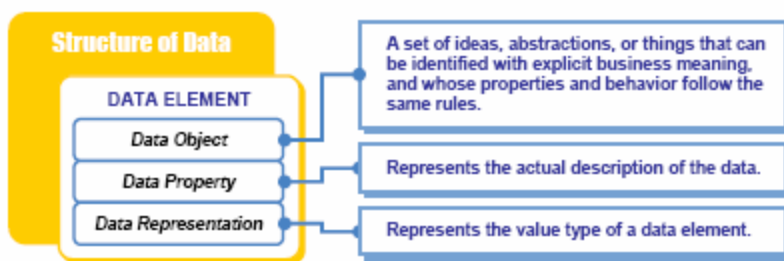 Structure of Data
DATA ELEMENT
Data Object
Data Property
Data Representation
A set of ideas, abstractions, or things that can
be identified with explicit business meaning,
and whose properties and behavior follow the
same rules.
Represents the actual description of the data.
Represents the value type of a data element.